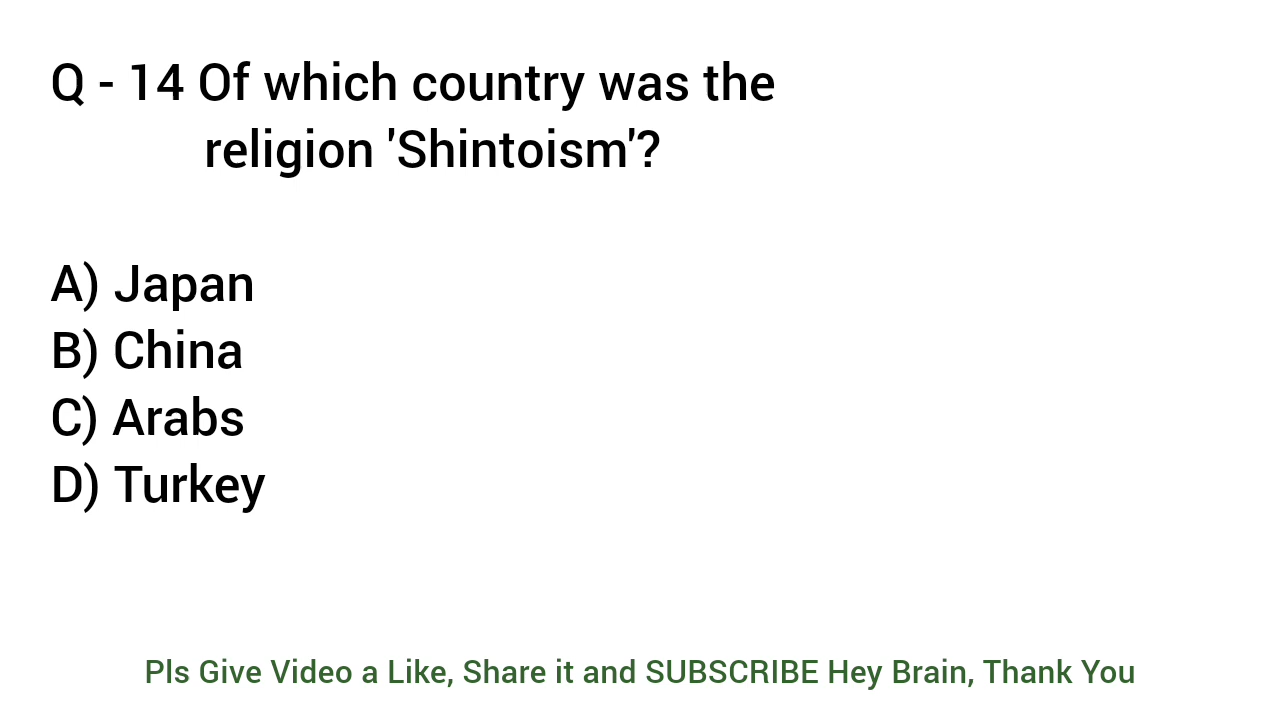 Q - 14 Of which country was the
religion 'Shintoism'?
A) Japan
B) China
C) Arabs
D) Turkey
Pls Give Video a Like, Share it and SUBSCRIBE Hey Brain, Thank You